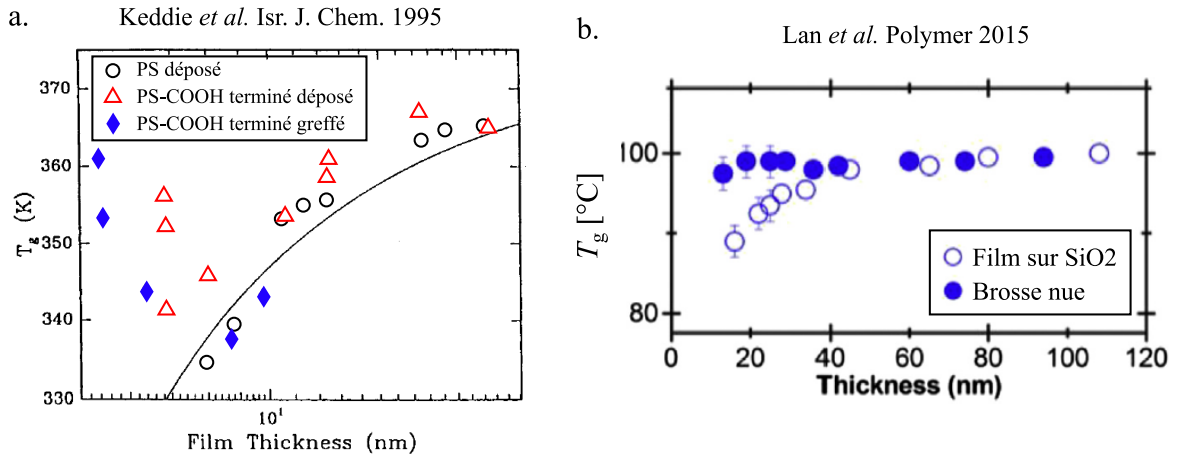 a.
Keddie et al. Isr. J. Chem. 1995
PS déposé
PS-COOH terminé déposé
PS-COOH terminé greffé
370
360
350
340
330
Tg (K)
10¹
Film Thickness (nm)
b.
Lan et al. Polymer 2015
100
80
Tg [°C]
Film sur SiO2
Brosse nue
0 20 40 60 80 100 120
Thickness (nm)